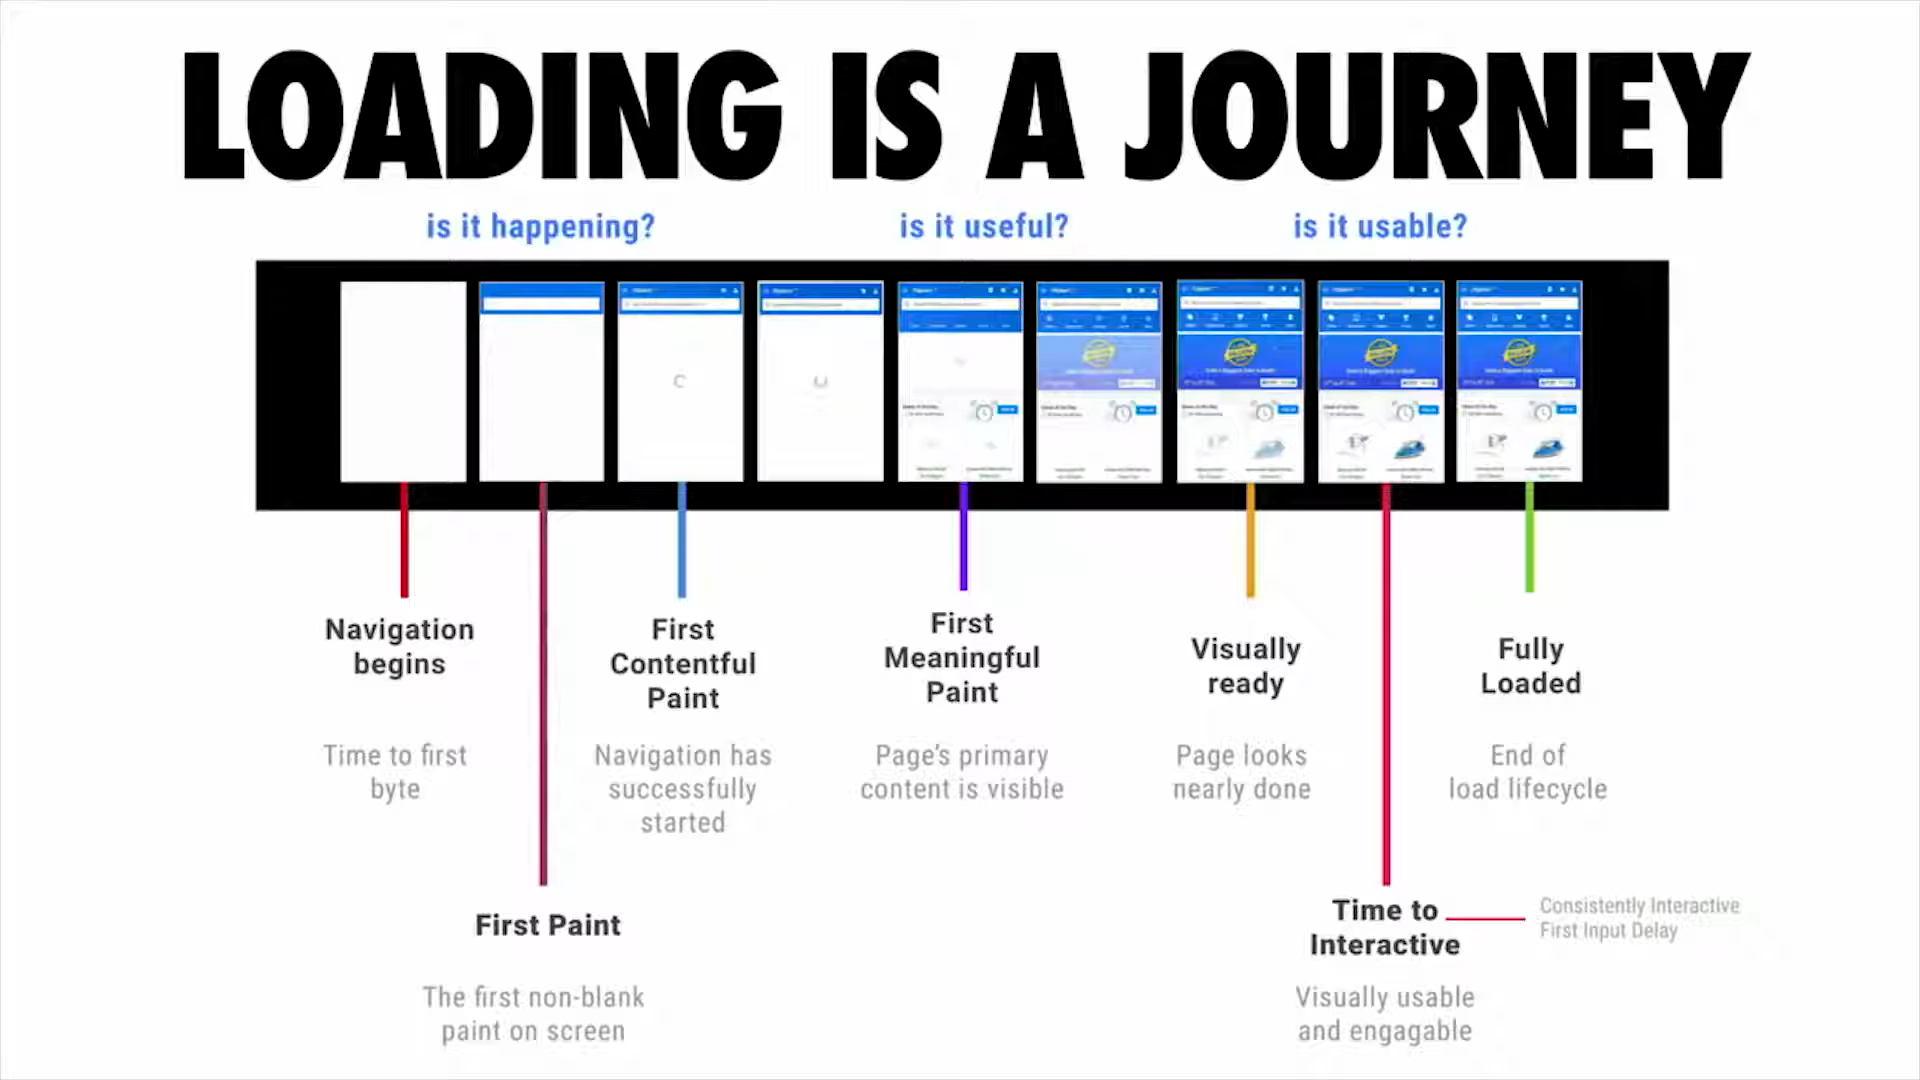 LOADING IS A JOURNEY
is it happening?
is it useful?
is it usable?
Navigation
begins
Time to first
byte
First Paint
The first non-blank
paint on screen
First
Contentful
Paint
Navigation has
successfully
started
First
Meaningful
Paint
Page's primary
content is visible
Visually
ready
Page looks
nearly done
Time to
Interactive
Visually usable
and engagable
Consistently Interactive
First Input Delay
Fully
Loaded
End of
load lifecycle